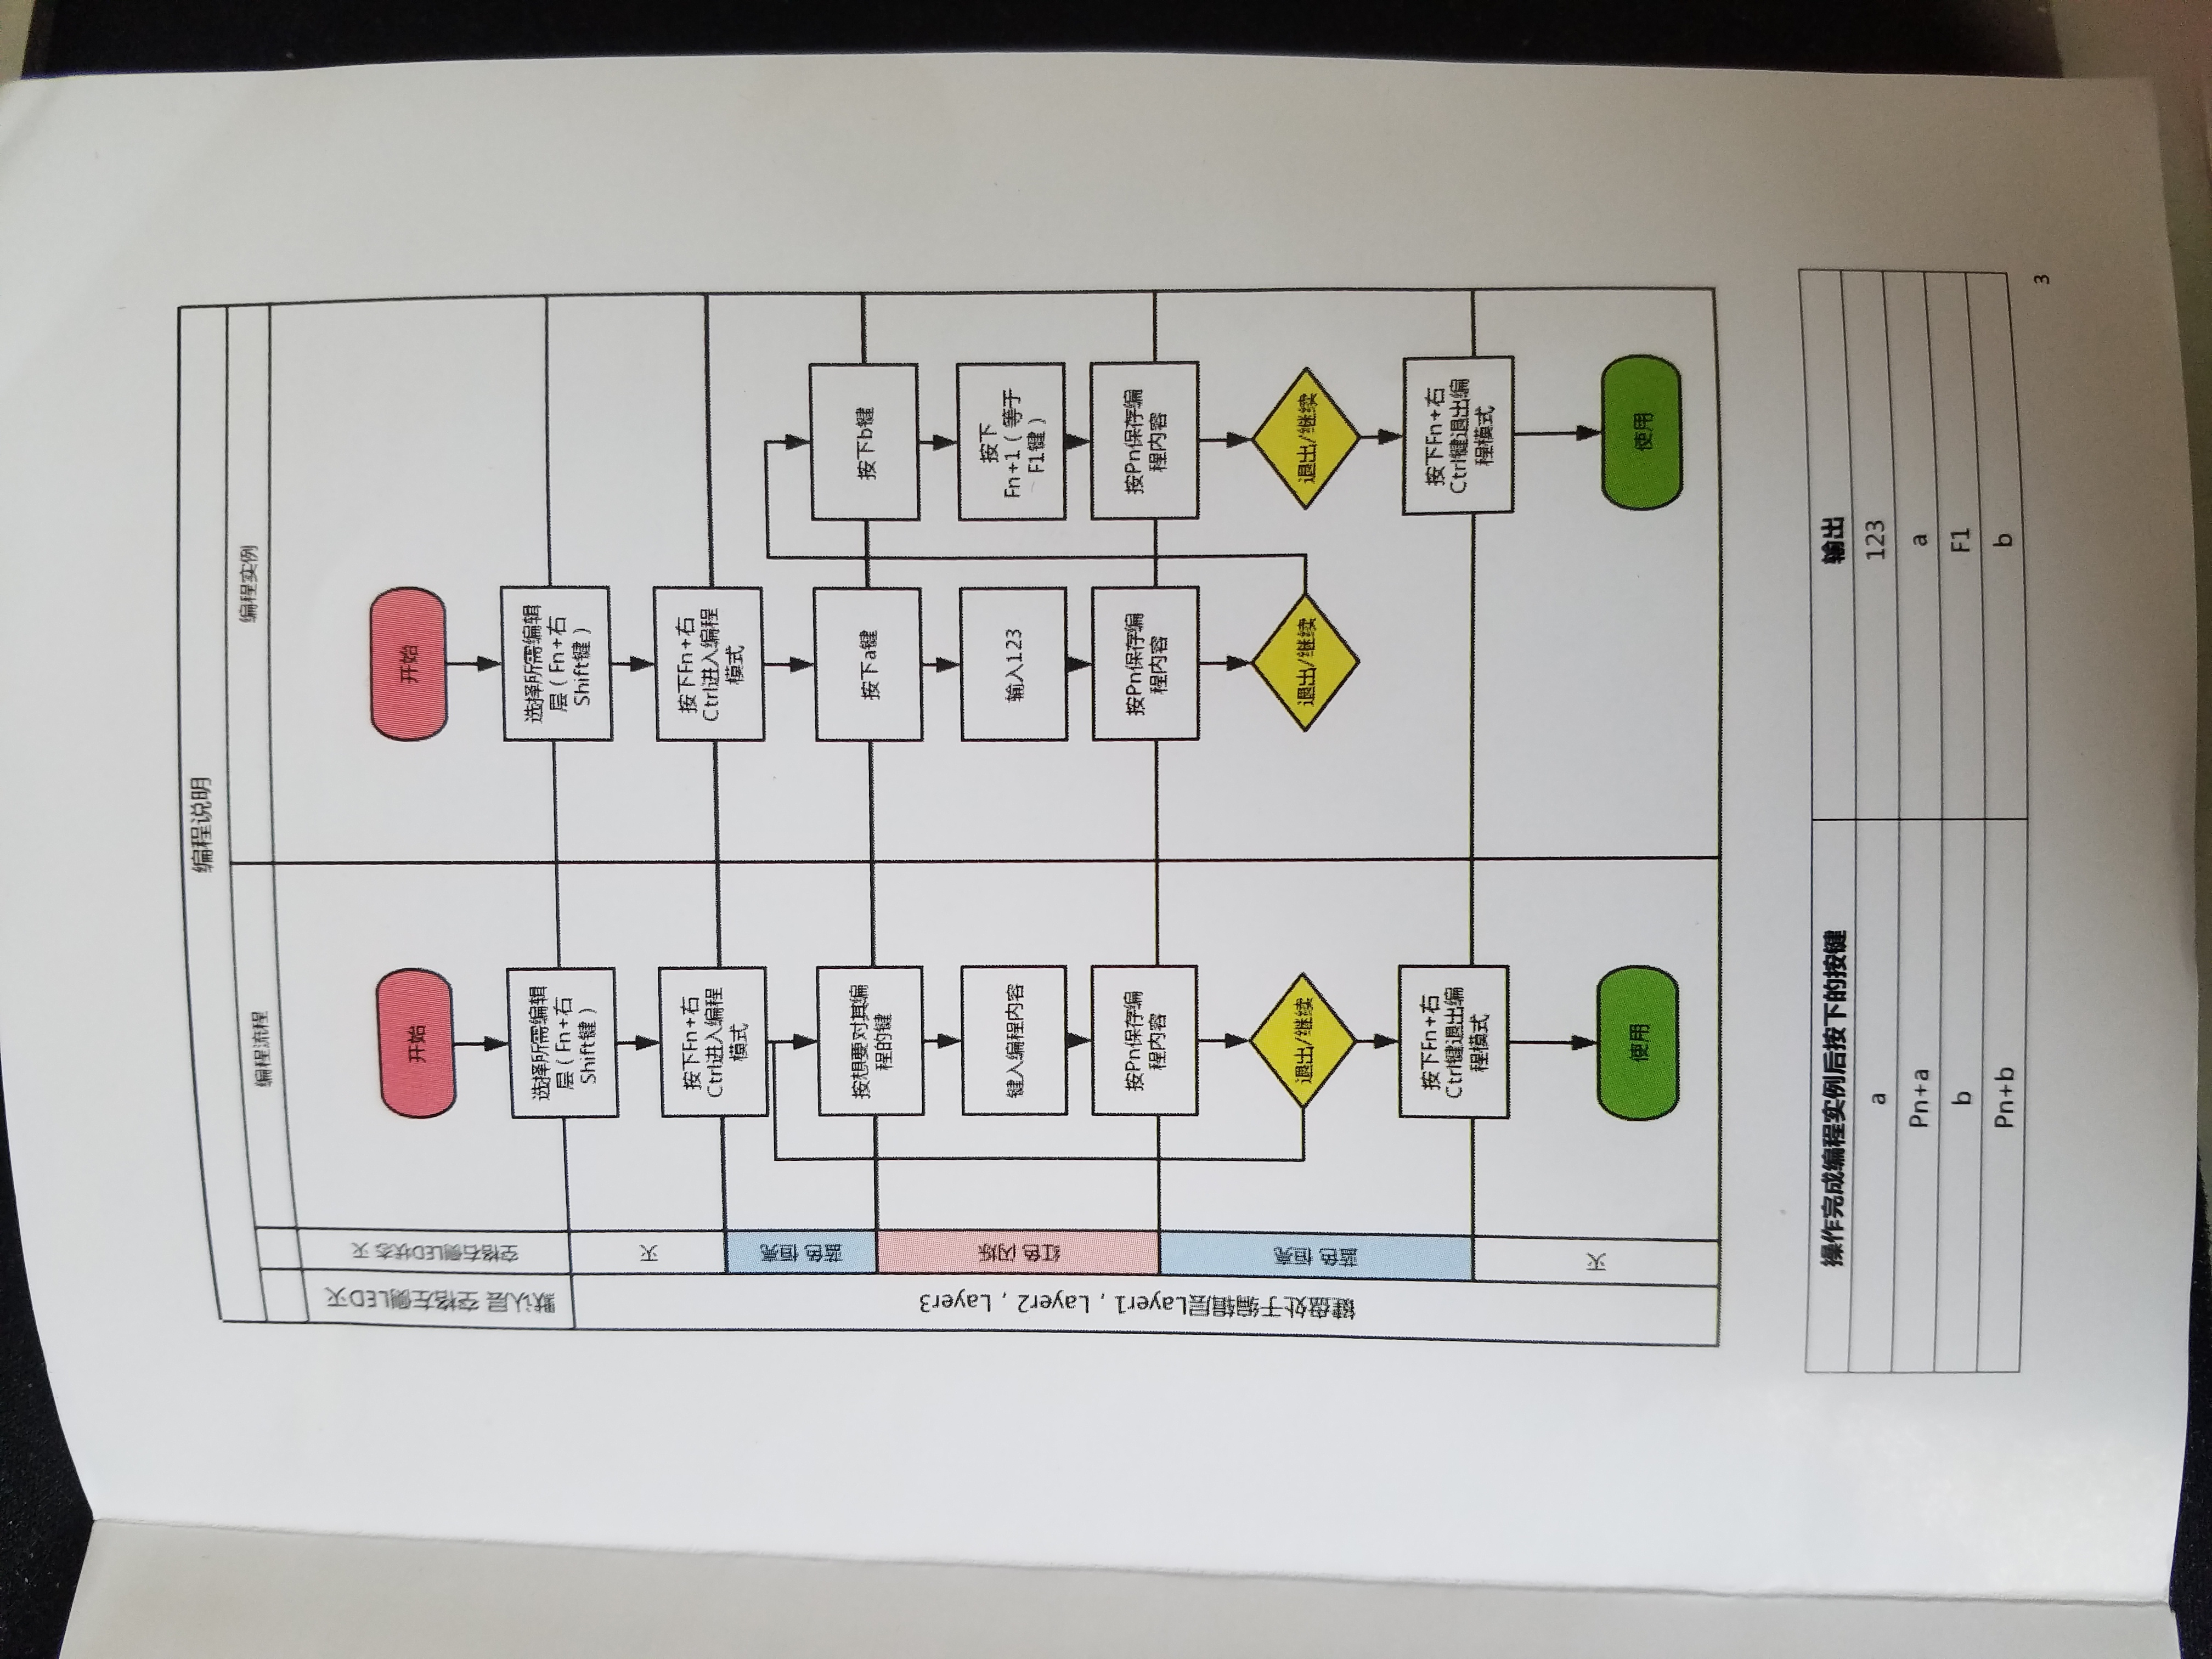 编程说明
编程流程
编程实例
默认层 空格左侧LED灭
空格右侧LED状态 灭
键盘处于编辑层Layer1，Layer2，Layer3
灭
蓝色 恒亮
红色 闪烁
蓝色 恒亮
灭
开始
选择所需编辑
层（Fn+右
Shift键）
按下Fn+右
Ctrl进入编程
模式
按想要对其编
程的键
键入编程内容
按Pn保存编
程内容
退出/继续
按下Fn+右
Ctrl键退出编
程模式
使用
开始
选择所需编辑
层（Fn+右
Shift键）
按下Fn+右
Ctrl进入编程
模式
按下a键
输入123
按Pn保存编
程内容
退出/继续
按下b键
按下
Fn+1（等于
F1键）
按Pn保存编
程内容
退出/继续
按下Fn+右
Ctrl键退出编
程模式
使用
操作完成编程实例后按下的按键 输出
a 123
Pn+a a
b F1
Pn+b b
3